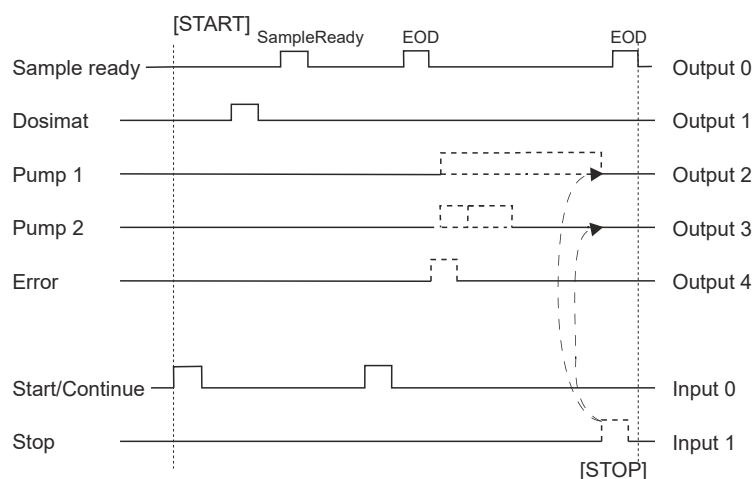 [START]
SampleReady EOD EOD
Sample ready Output 0
Dosimat Output 1
Pump 1 Output 2
Pump 2 Output 3
Error Output 4
Start/Continue Input 0
Stop Input 1
[STOP]